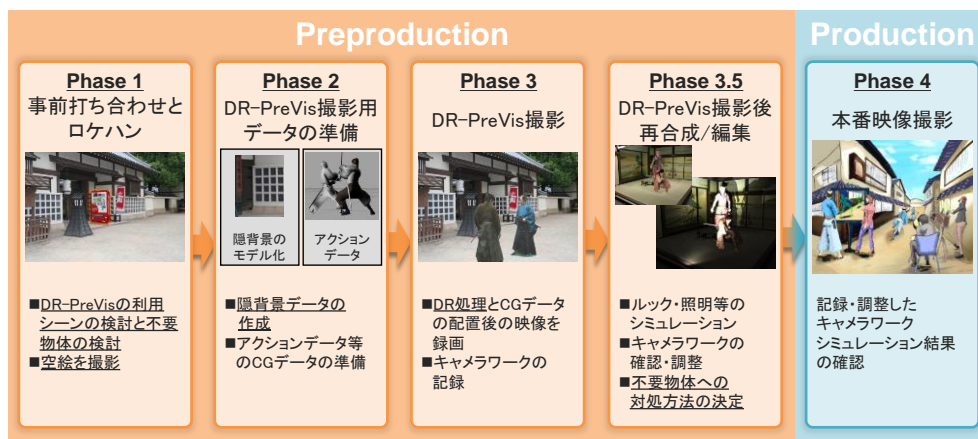 Preproduction
Production
Phase 1
事前打ち合わせと
ロケハン
■DR-PreVisの利用
シーンの検討と不要
物体の検討
■空絵を撮影
Phase 2
DR-PreVis撮影用
データの準備
隠背景の
モデル化
アクション
データ
■隠背景データの
作成
■アクションデータ等
のCGデータの準備
Phase 3
DR-PreVis撮影
■DR処理とCGデータ
の配置後の映像を
録画
■キャメラワークの
記録
Phase 3.5
DR-PreVis撮影後
再合成/編集
■ルック・照明等の
シミュレーション
■キャメラワークの
確認・調整
■不要物体への
対処方法の決定
Phase 4
本番映像撮影
記録・調整した
キャメラワーク
シミュレーション結果
の確認